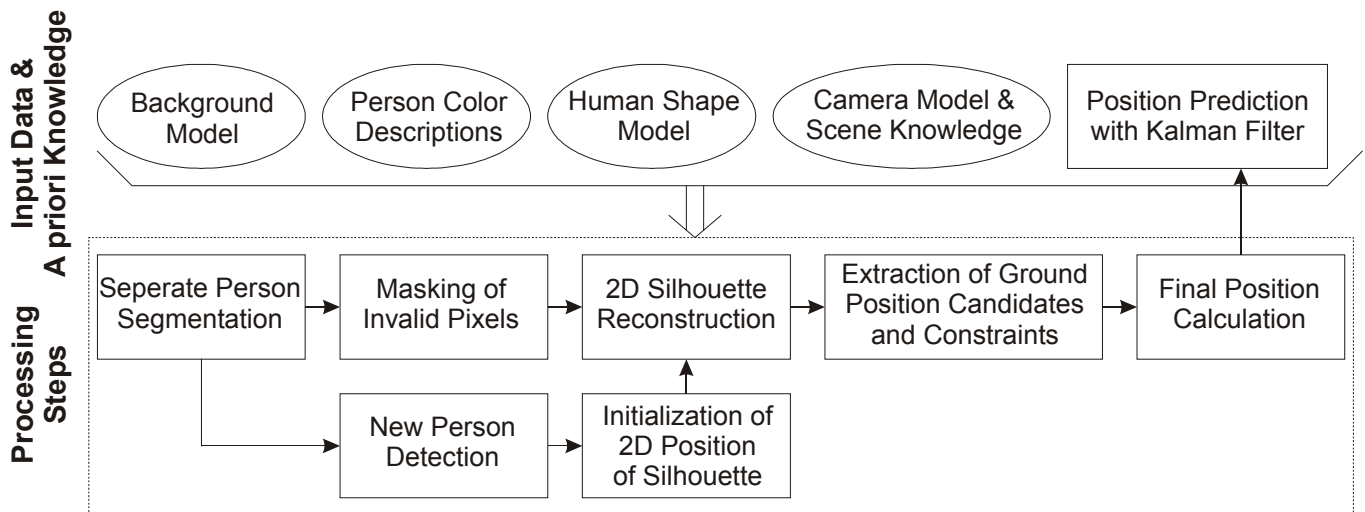 Input Data &
A priori Knowledge
Background
Model
Person Color
Descriptions
Human Shape
Model
Camera Model &
Scene Knowledge
Position Prediction
with Kalman Filter
Processing
Steps
Seperate Person
Segmentation
Masking of
Invalid Pixels
2D Silhouette
Reconstruction
Extraction of Ground
Position Candidates
and Constraints
Final Position
Calculation
New Person
Detection
Initialization of
2D Position
of Silhouette